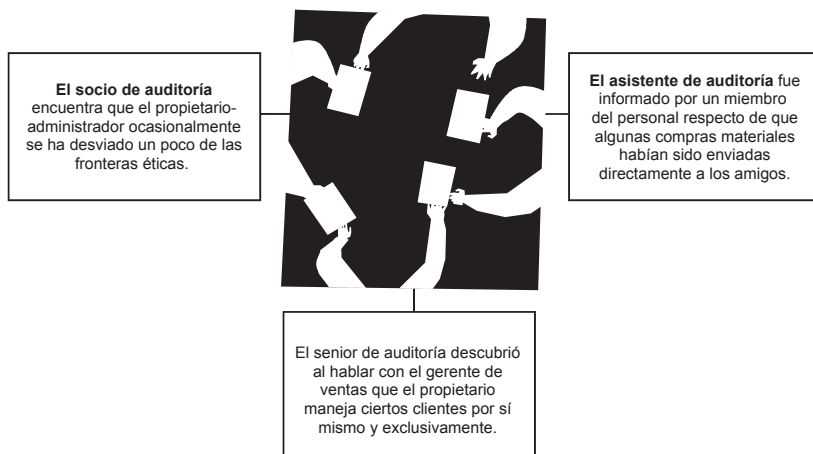 El socio de auditoría
encuentra que el propietario-
administrador ocasionalmente
se ha desviado un poco de las
fronteras éticas.
El asistente de auditoría fue
informado por un miembro
del personal respecto de que
algunas compras materiales
habían sido enviadas
directamente a los amigos.
El senior de auditoría descubrió
al hablar con el gerente de
ventas que el propietario
maneja ciertos clientes por sí
mismo y exclusivamente.